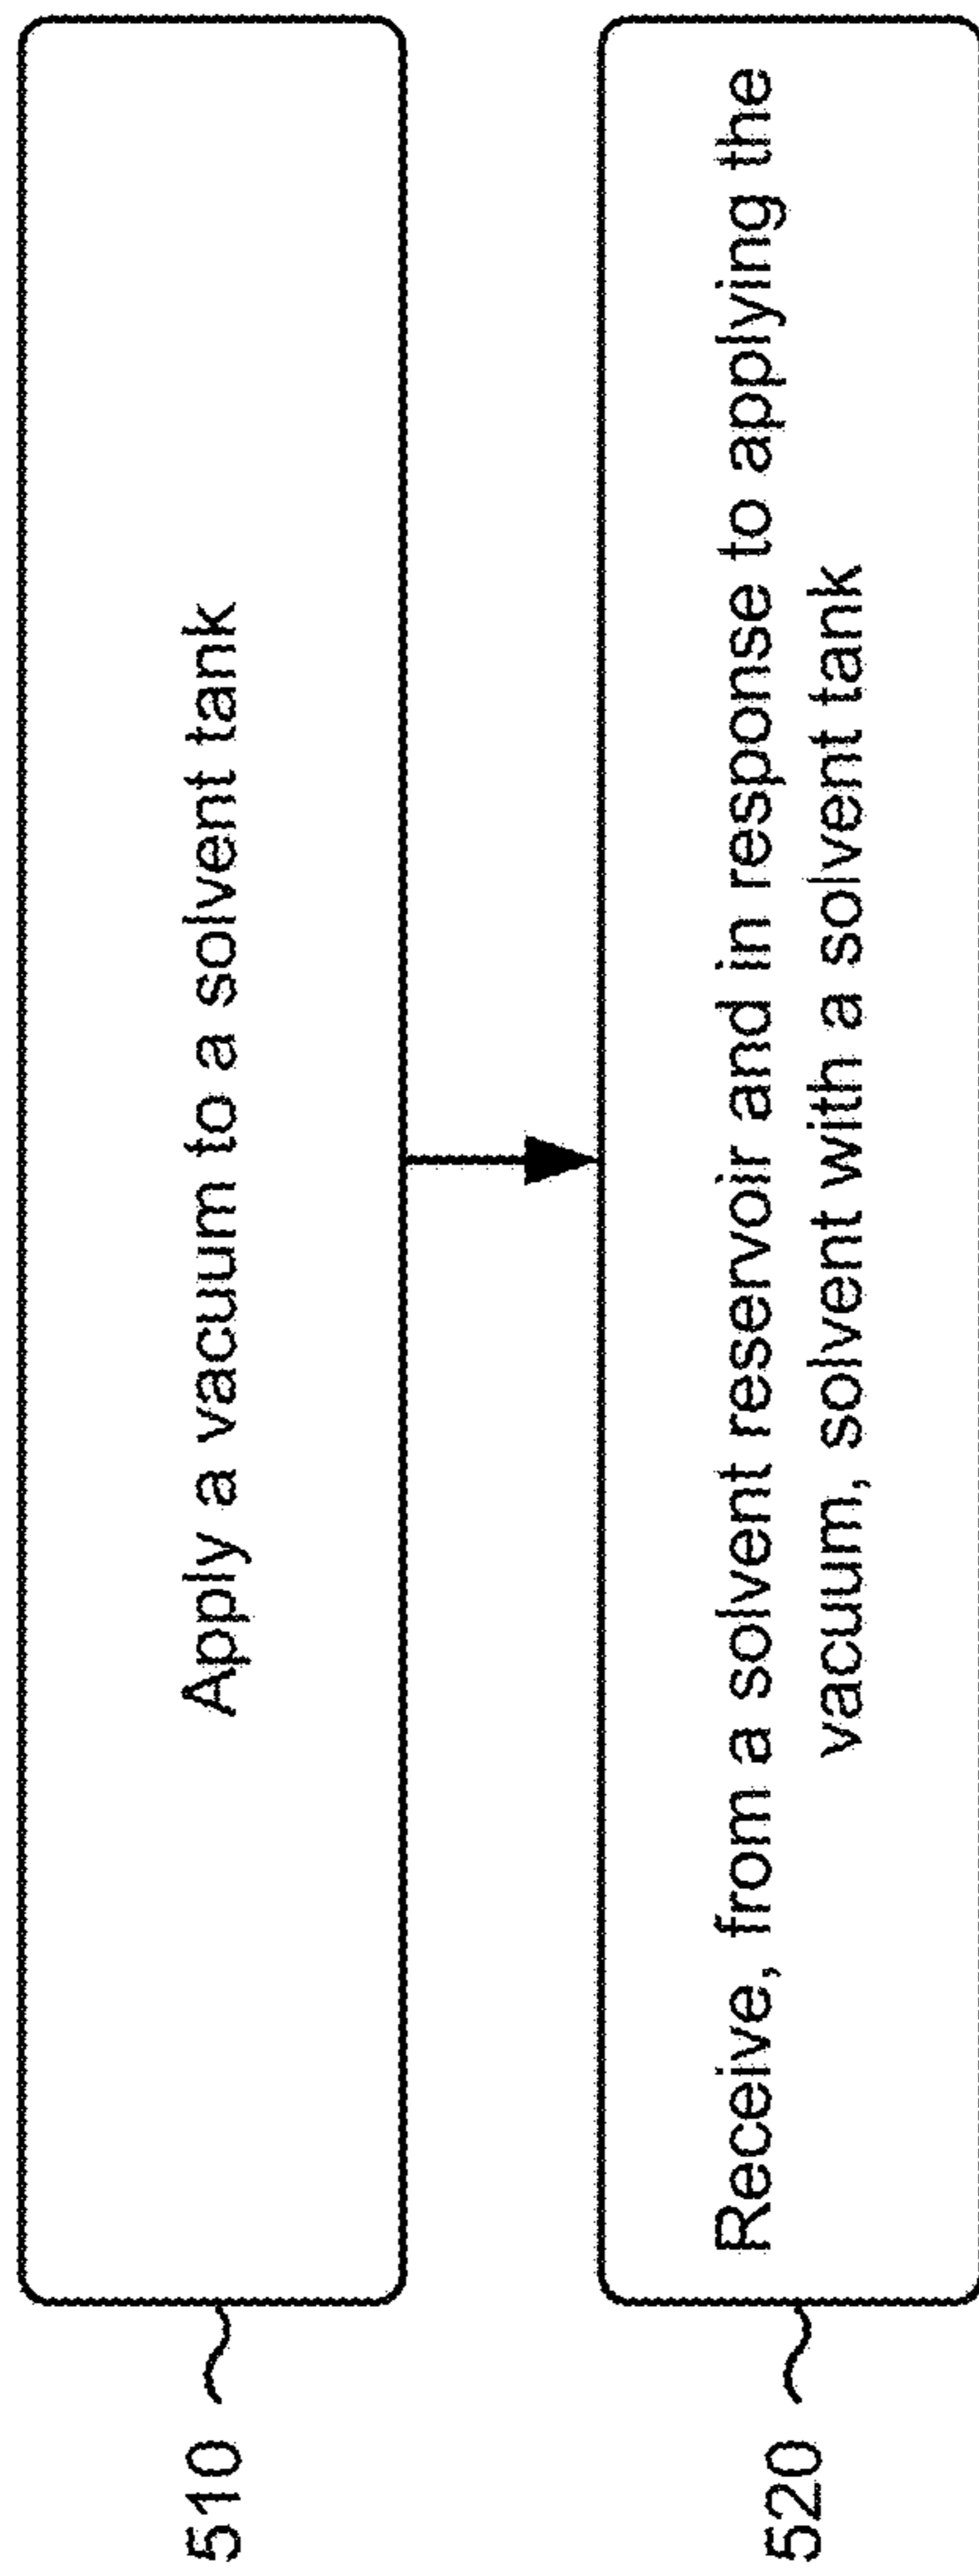 510
Apply a vacuum to a solvent tank
520
Receive, from a solvent reservoir and in response to applying the
vacuum, solvent with a solvent tank